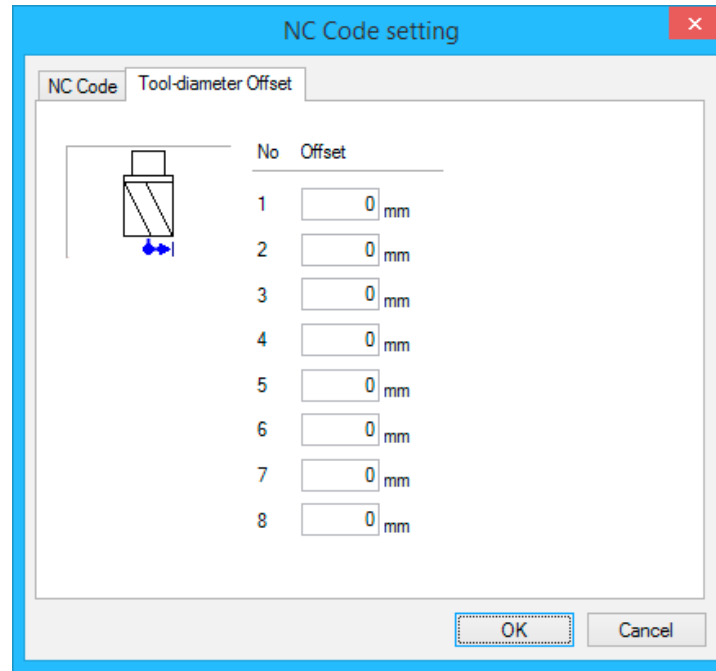 NC Code setting
NC Code Tool-diameter Offset
No Offset
1 0 mm
2 0 mm
3 0 mm
4 0 mm
5 0 mm
6 0 mm
7 0 mm
8 0 mm
OK Cancel